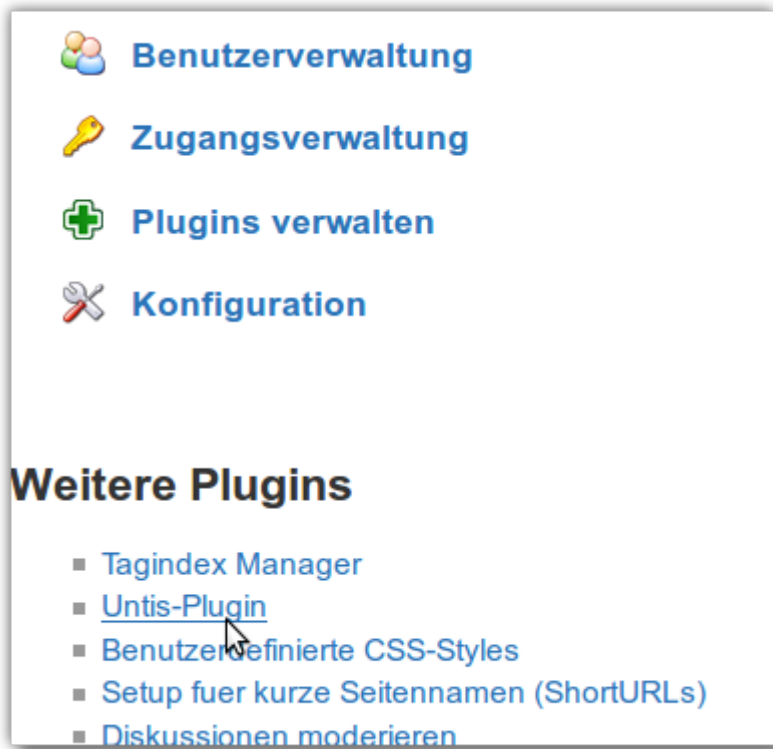 Benutzerverwaltung
Zugangsverwaltung
Plugins verwalten
Konfiguration
Weitere Plugins
Tagindex Manager
Untis-Plugin
Benutzerdefinierte CSS-Styles
Setup fuer kurze Seitennamen (ShortURLs)
Diskussionen moderieren